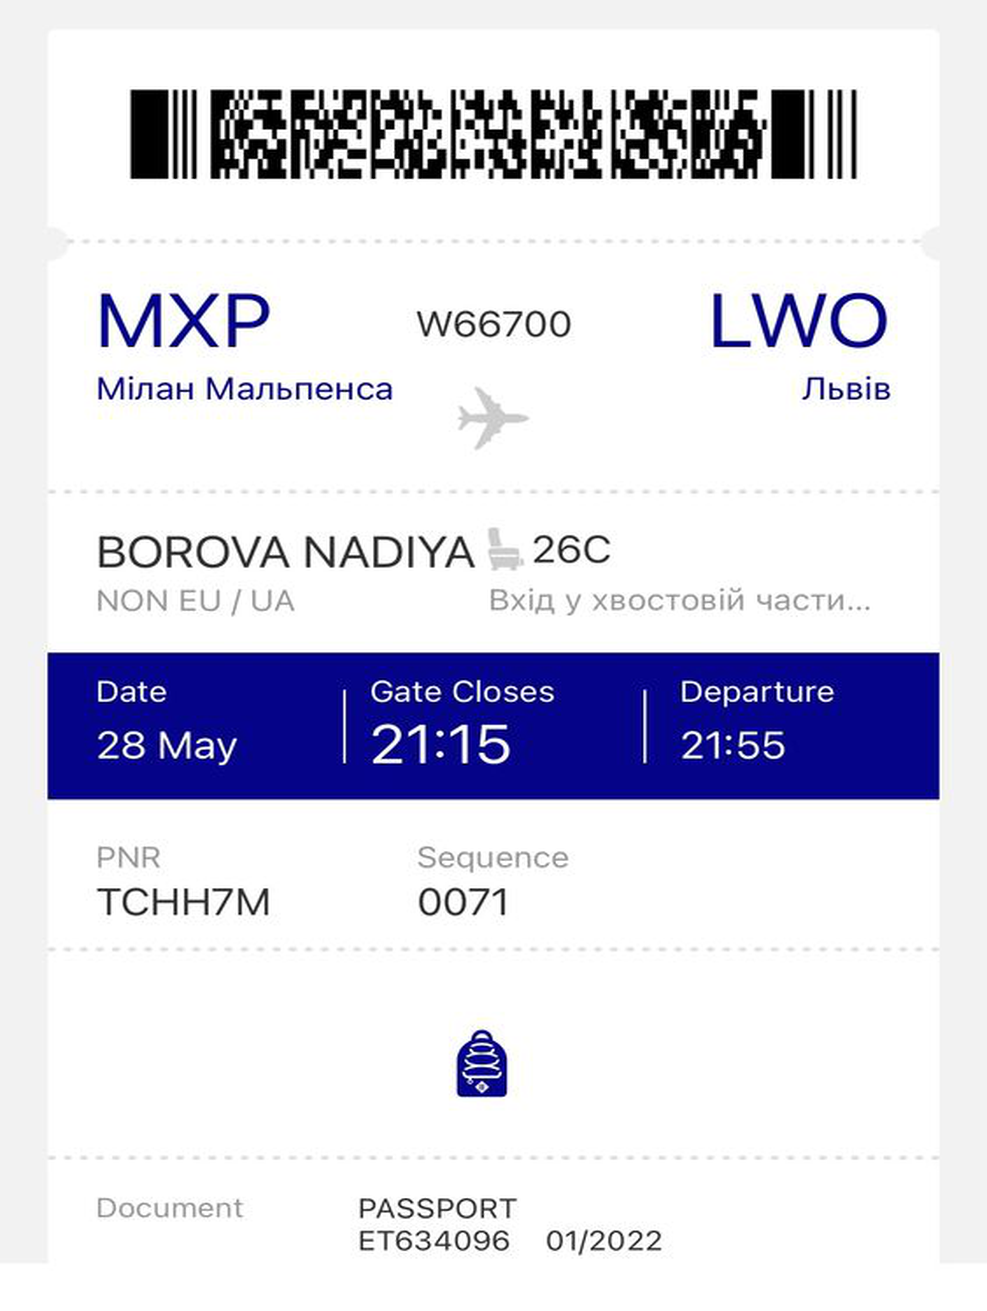 MXP W66700 LWO
Мілан Мальпенса Львів
BOROVA NADIYA 26C
NON EU / UA Вхід у хвостовій части...
Date Gate Closes Departure
28 May 21:15 21:55
PNR Sequence
TCHH7M 0071
Document PASSPORT
ET634096 01/2022